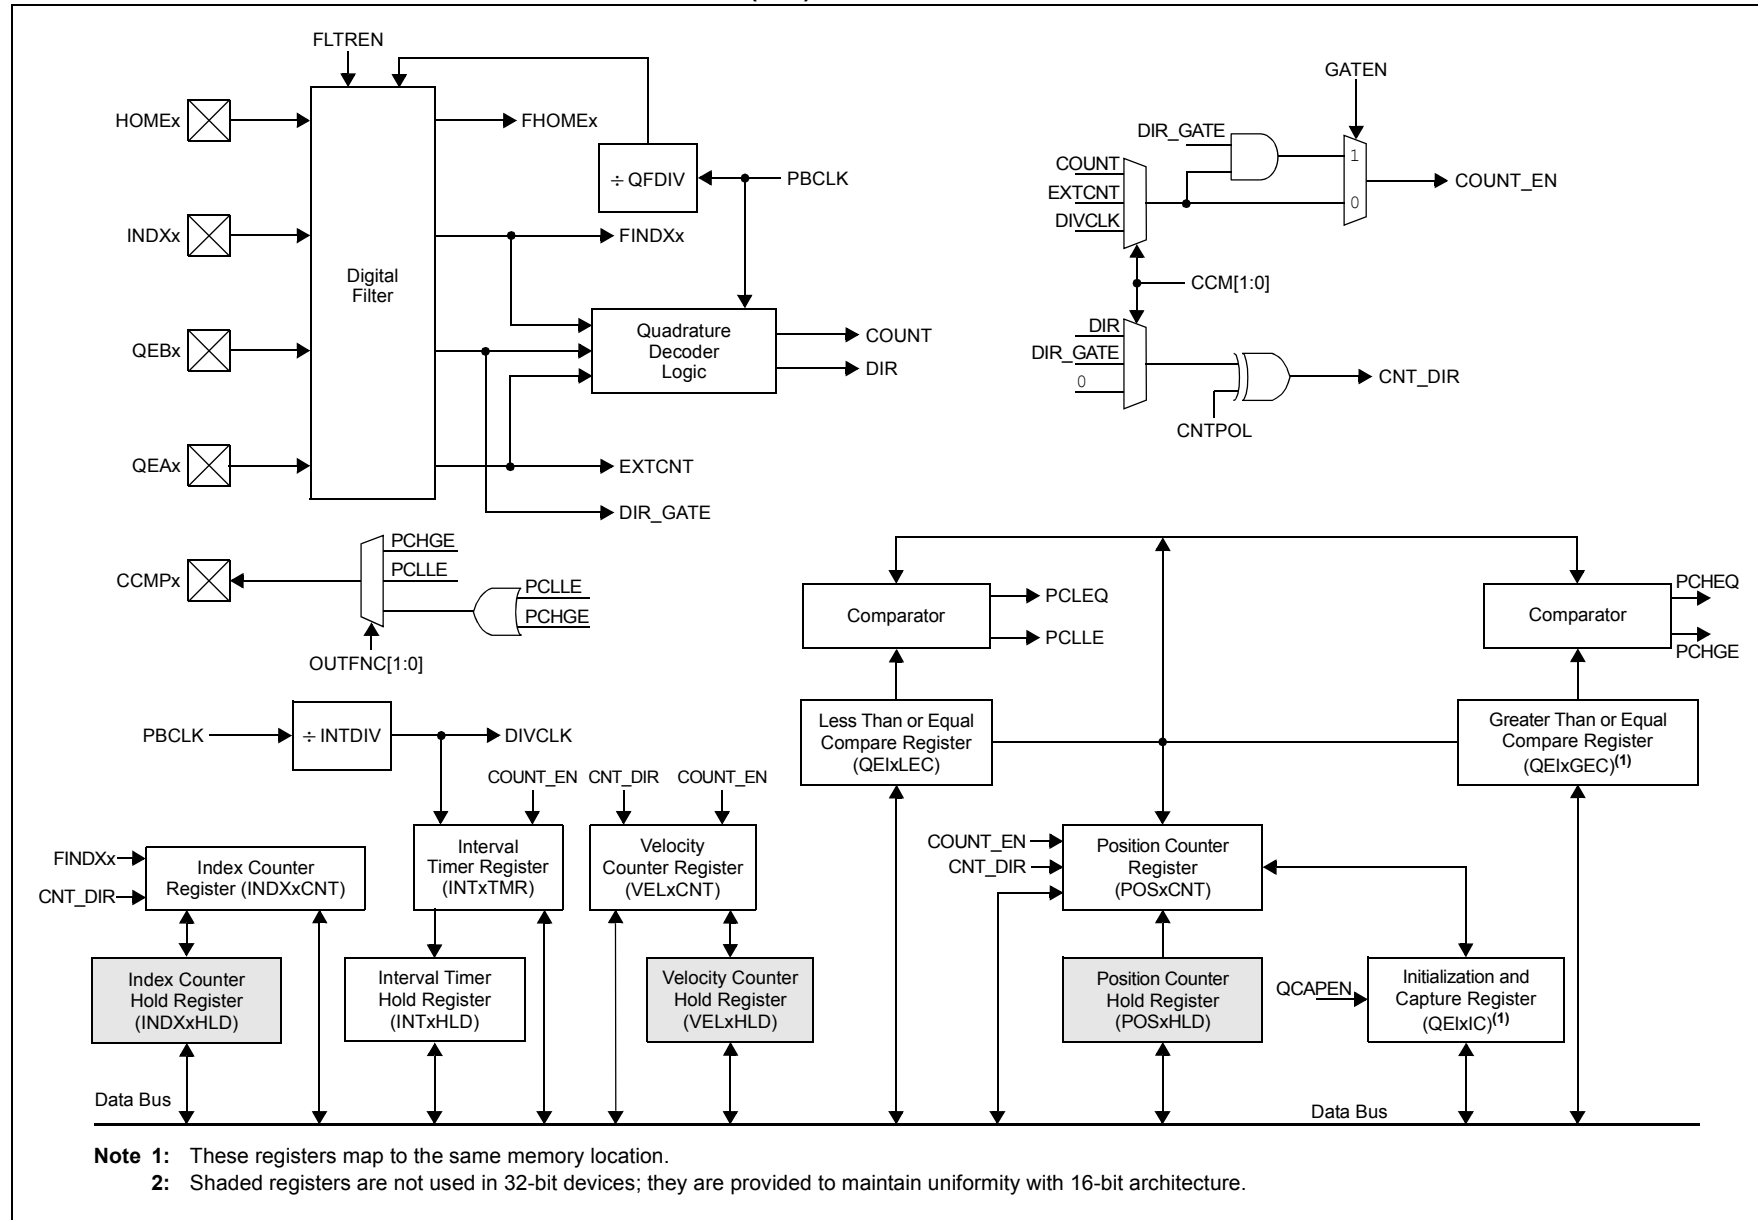 FLTREN
HOMEx
FHOMEx
÷ QFDIV
PBCLK
INDXx
FINDXx
Digital
Filter
QEBx
Quadrature
Decoder
Logic
COUNT
DIR
QEAx
EXTCNT
DIR_GATE
GATEN
DIR_GATE
COUNT
EXTCNT
DIVCLK
1
0
COUNT_EN
CCM[1:0]
DIR
DIR_GATE
0
CNT_DIR
CNTPOL
CCMPx
PCHGE
PCLLE
PCLLE
PCHGE
OUTFNC[1:0]
Comparator
PCLEQ
PCLLE
Comparator
PCHEQ
PCHGE
PBCLK
÷ INTDIV
DIVCLK
Less Than or Equal
Compare Register
(QEIxLEC)
Greater Than or Equal
Compare Register
(QEIxGEC)(1)
COUNT_EN
CNT_DIR
COUNT_EN
FINDXx
CNT_DIR
Index Counter
Register (INDXxCNT)
Interval
Timer Register
(INTxTMR)
Velocity
Counter Register
(VELxCNT)
COUNT_EN
CNT_DIR
Position Counter
Register
(POSxCNT)
Index Counter
Hold Register
(INDXxHLD)
Interval Timer
Hold Register
(INTxHLD)
Velocity Counter
Hold Register
(VELxHLD)
Position Counter
Hold Register
(POSxHLD)
QCAPEN
Initialization and
Capture Register
(QEIxIC)(1)
Data Bus
Data Bus
Note 1: These registers map to the same memory location.
2: Shaded registers are not used in 32-bit devices; they are provided to maintain uniformity with 16-bit architecture.